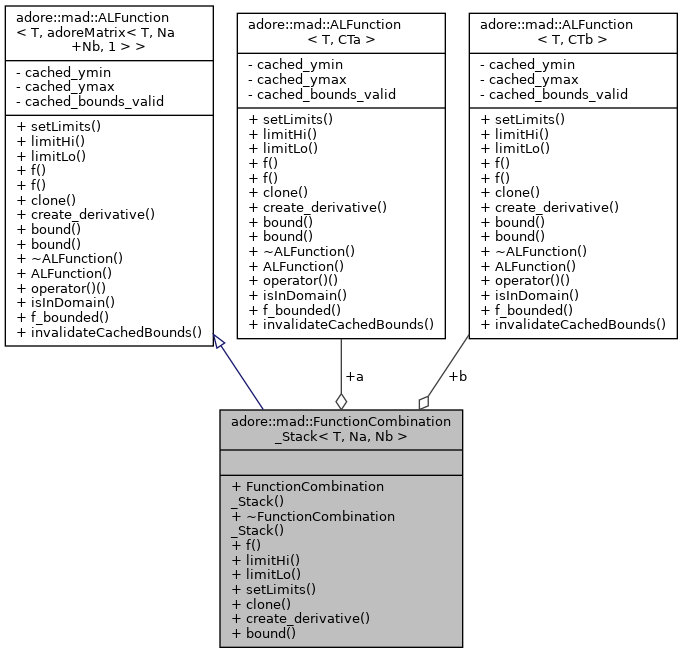 adore::mad::ALFunction
< T, adoreMatrix< T, Na
+Nb, 1 > >
- cached_ymin
- cached_ymax
- cached_bounds_valid
+ setLimits()
+ limitHi()
+ limitLo()
+ f()
+ f()
+ clone()
+ create_derivative()
+ bound()
+ bound()
+ ~ALFunction()
+ ALFunction()
+ operator()()
+ isInDomain()
+ f_bounded()
+ invalidateCachedBounds()
adore::mad::ALFunction
< T, CTa >
- cached_ymin
- cached_ymax
- cached_bounds_valid
+ setLimits()
+ limitHi()
+ limitLo()
+ f()
+ f()
+ clone()
+ create_derivative()
+ bound()
+ bound()
+ ~ALFunction()
+ ALFunction()
+ operator()()
+ isInDomain()
+ f_bounded()
+ invalidateCachedBounds()
adore::mad::ALFunction
< T, CTb >
- cached_ymin
- cached_ymax
- cached_bounds_valid
+ setLimits()
+ limitHi()
+ limitLo()
+ f()
+ f()
+ clone()
+ create_derivative()
+ bound()
+ bound()
+ ~ALFunction()
+ ALFunction()
+ operator()()
+ isInDomain()
+ f_bounded()
+ invalidateCachedBounds()
+a
+b
adore::mad::FunctionCombination
_Stack< T, Na, Nb >
+ FunctionCombination
_Stack()
+ ~FunctionCombination
_Stack()
+ f()
+ limitHi()
+ limitLo()
+ setLimits()
+ clone()
+ create_derivative()
+ bound()